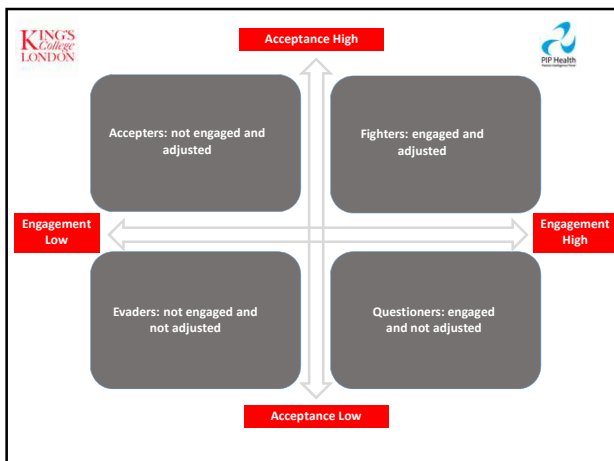 KING'S
College
LONDON
Acceptance High
PIP Health
Accepters: not engaged and
adjusted
Fighters: engaged and
adjusted
Engagement
Low
Engagement
High
Evaders: not engaged and
not adjusted
Questioners: engaged
and not adjusted
Acceptance Low